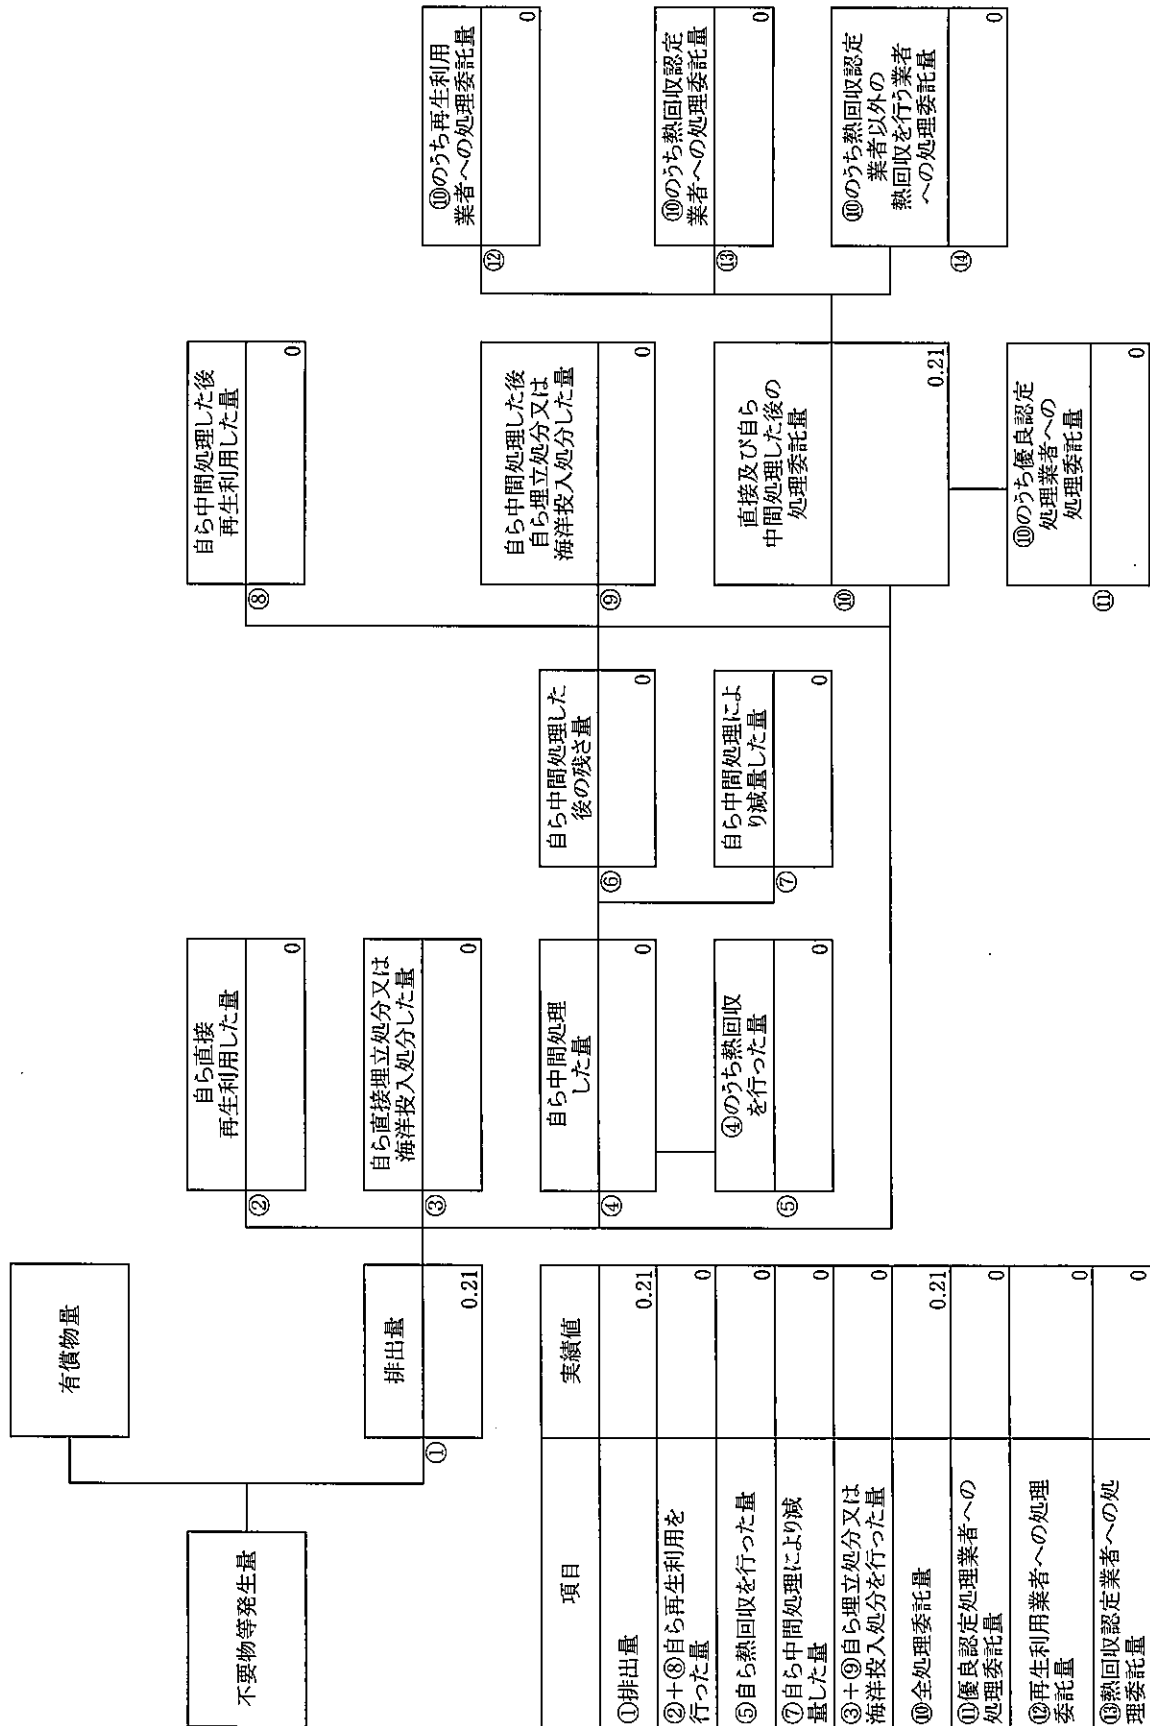 不要物等発生量
有償物量
①
排出量
0.21
②
自ら直接
再生利用した量
0
③
自ら直接埋立処分又は
海洋投入処分した量
0
④
自ら中間処理
した量
0
⑤
④のうち熱回収
を行った量
0
⑥
自ら中間処理した
後の残さ量
0
⑦
自ら中間処理によ
り減量した量
0
⑧
自ら中間処理した後
再生利用した量
0
⑨
自ら中間処理した後
自ら埋立処分又は
海洋投入処分した量
0
⑩
直接及び自ら
中間処理した後の
処理委託量
0.21
⑪
⑩のうち優良認定
処理業者への
処理委託量
0
⑫
⑩のうち再生利用
業者への処理委託量
0
⑬
⑩のうち熱回収認定
業者への処理委託量
0
⑭
⑩のうち熱回収認定
業者以外の
熱回収を行う業者
への処理委託量
0
項目 実績値
①排出量 0.21
②+⑧自ら再生利用を
行った量 0
⑤自ら熱回収を行った量 0
⑦自ら中間処理により減
量した量 0
③+⑨自ら埋立処分又は
海洋投入処分を行った量 0
⑩全処理委託量 0.21
⑪優良認定処理業者への
処理委託量 0
⑫再生利用業者への処理
委託量 0
⑬熱回収認定業者への処
理委託量 0